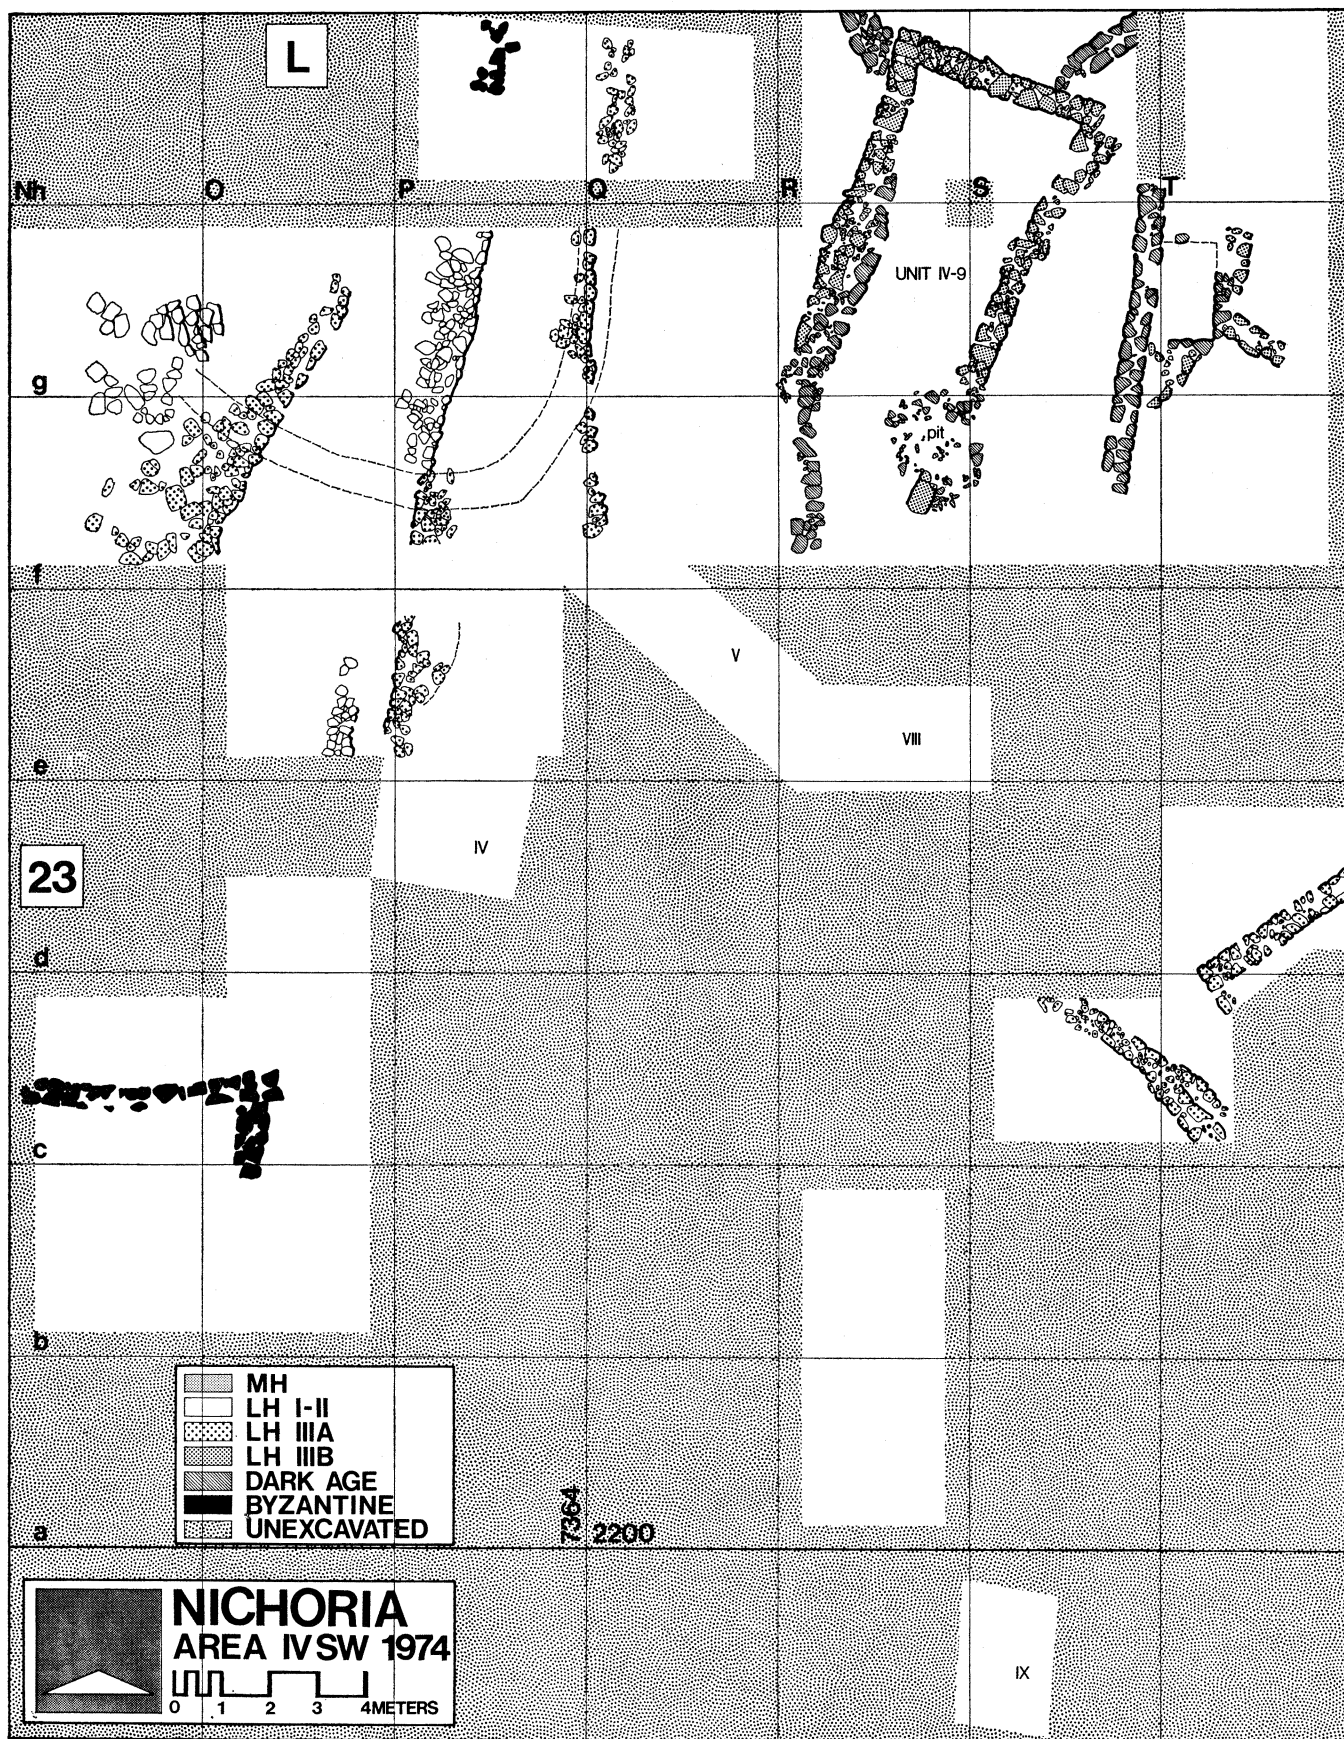 L
Nh O P Q R S T
UNIT IV-9
g
pit
f
V
VIII
e
IV
23
d
c
b
MH
LH I-II
LH IIIA
LH IIIB
DARK AGE
BYZANTINE
UNEXCAVATED
a
7364
2200
NICHORIA
AREA IV SW 1974
0 1 2 3 4METERS
IX